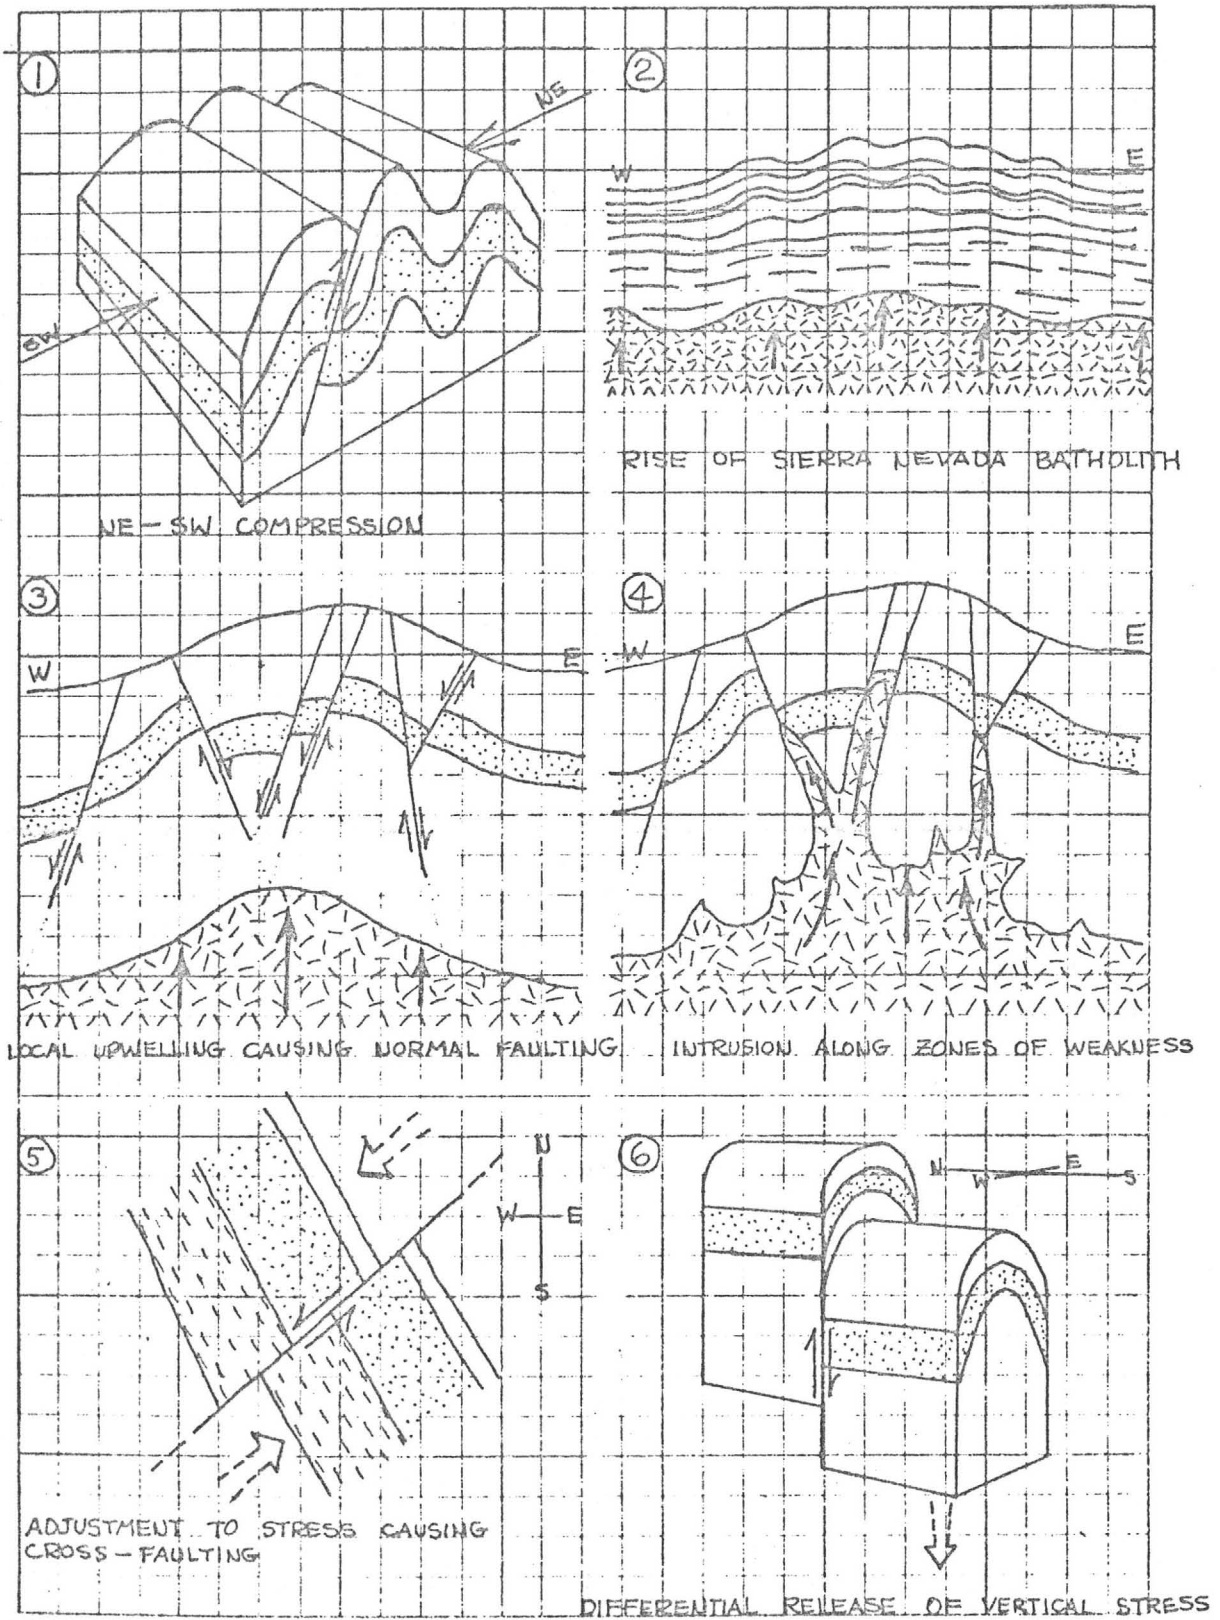 1
NE
SW
NE-SW COMPRESSION
2
W
E
RISE OF SIERRA NEVADA BATHOLITH
3
W
E
LOCAL UPWELLING CAUSING NORMAL FAULTING
4
W
E
INTRUSION ALONG ZONES OF WEAKNESS
5
N
W
E
S
ADJUSTMENT TO STRESS CAUSING
CROSS-FAULTING
6
N
E
W
S
DIFFERENTIAL RELEASE OF VERTICAL STRESS